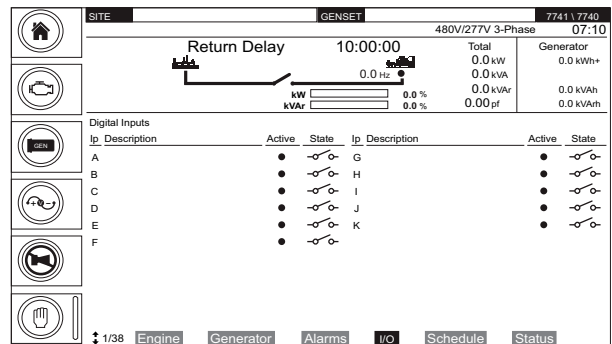 SITE GENSET 7741 \ 7740
480V/277V 3-Phase 07:10
Return Delay 10:00:00
Total Generator
0.0 kW 0.0 kWh+
0.0 Hz 0.0 kVA
0.0 kVAr 0.0 kVAh
kW 0.0 %
kVAr 0.0 % 0.00 pf 0.0 kVArh
Digital Inputs
Ip Description Active State Ip Description Active State
A G
B H
C I
D J
E K
F
GEN
1/38 Engine Generator Alarms I/O Schedule Status